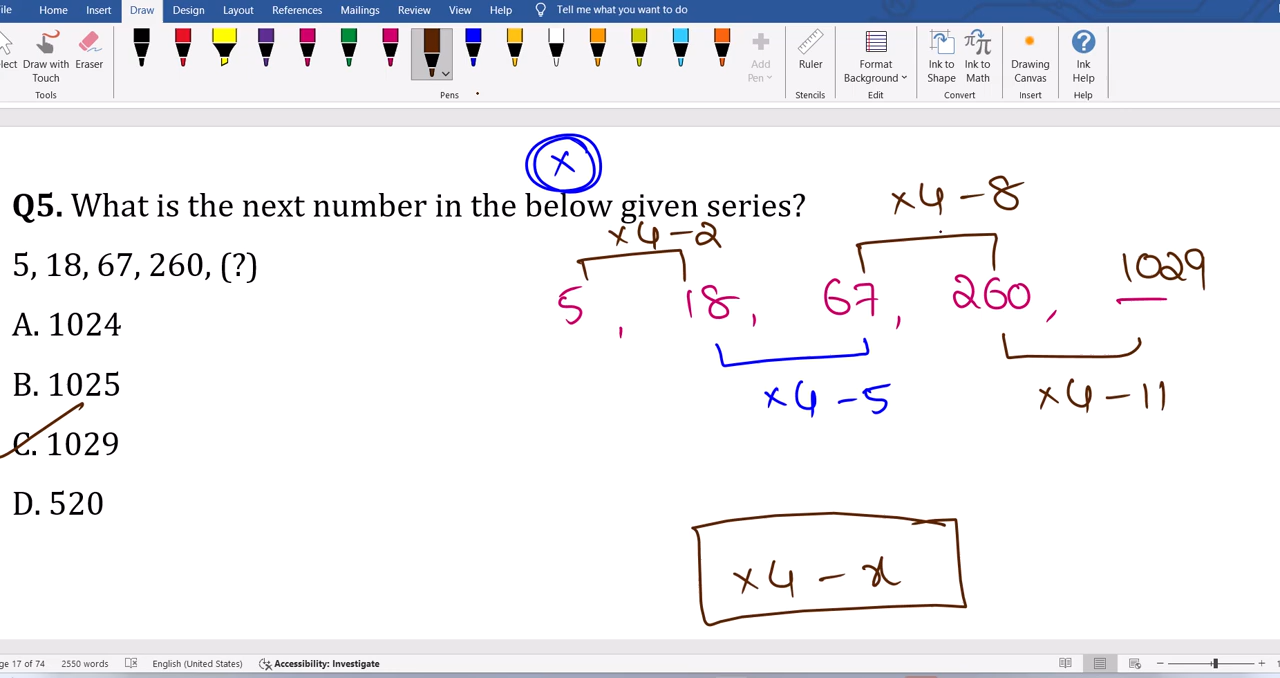 File Home Insert Draw Design Layout References Mailings Review View Help Tell me what you want to do
Select Draw with Touch Eraser Add Pen Ruler Format Background Ink to Shape Ink to Math Drawing Canvas Ink Help
Tools Pens Stencils Edit Convert Insert Help
x
Q5. What is the next number in the below given series?
×4 - 8
×4 - 2
5, 18, 67, 260, (?)
5, 18, 67, 260, 1029
A. 1024
B. 1025
×4 - 5
×4 - 11
C. 1029
D. 520
×4 - x
Page 17 of 74 2550 words English (United States) Accessibility: Investigate